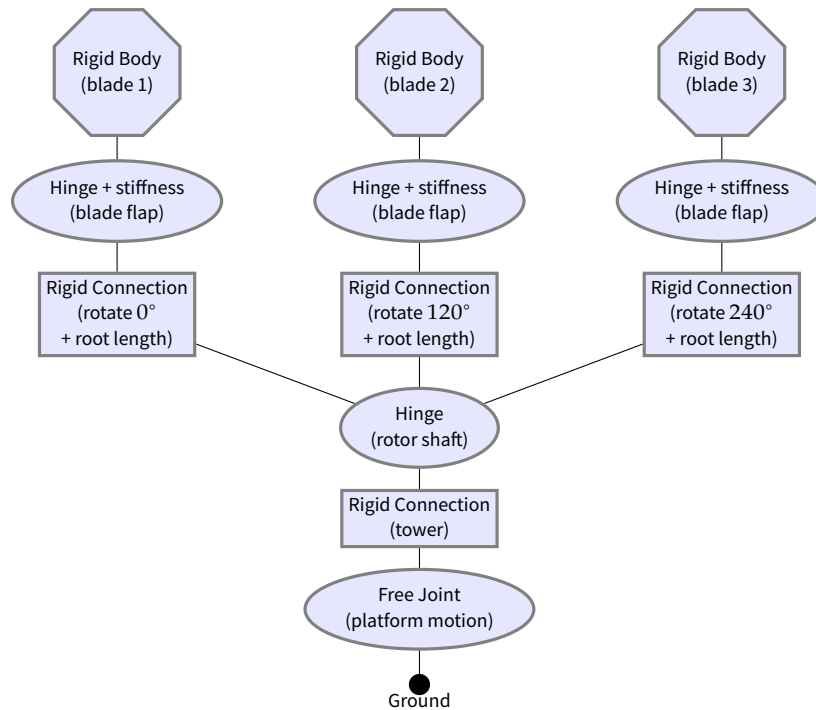 Rigid Body
(blade 1)
Rigid Body
(blade 2)
Rigid Body
(blade 3)
Hinge + stiffness
(blade flap)
Hinge + stiffness
(blade flap)
Hinge + stiffness
(blade flap)
Rigid Connection
(rotate 0°
+ root length)
Rigid Connection
(rotate 120°
+ root length)
Rigid Connection
(rotate 240°
+ root length)
Hinge
(rotor shaft)
Rigid Connection
(tower)
Free Joint
(platform motion)
Ground